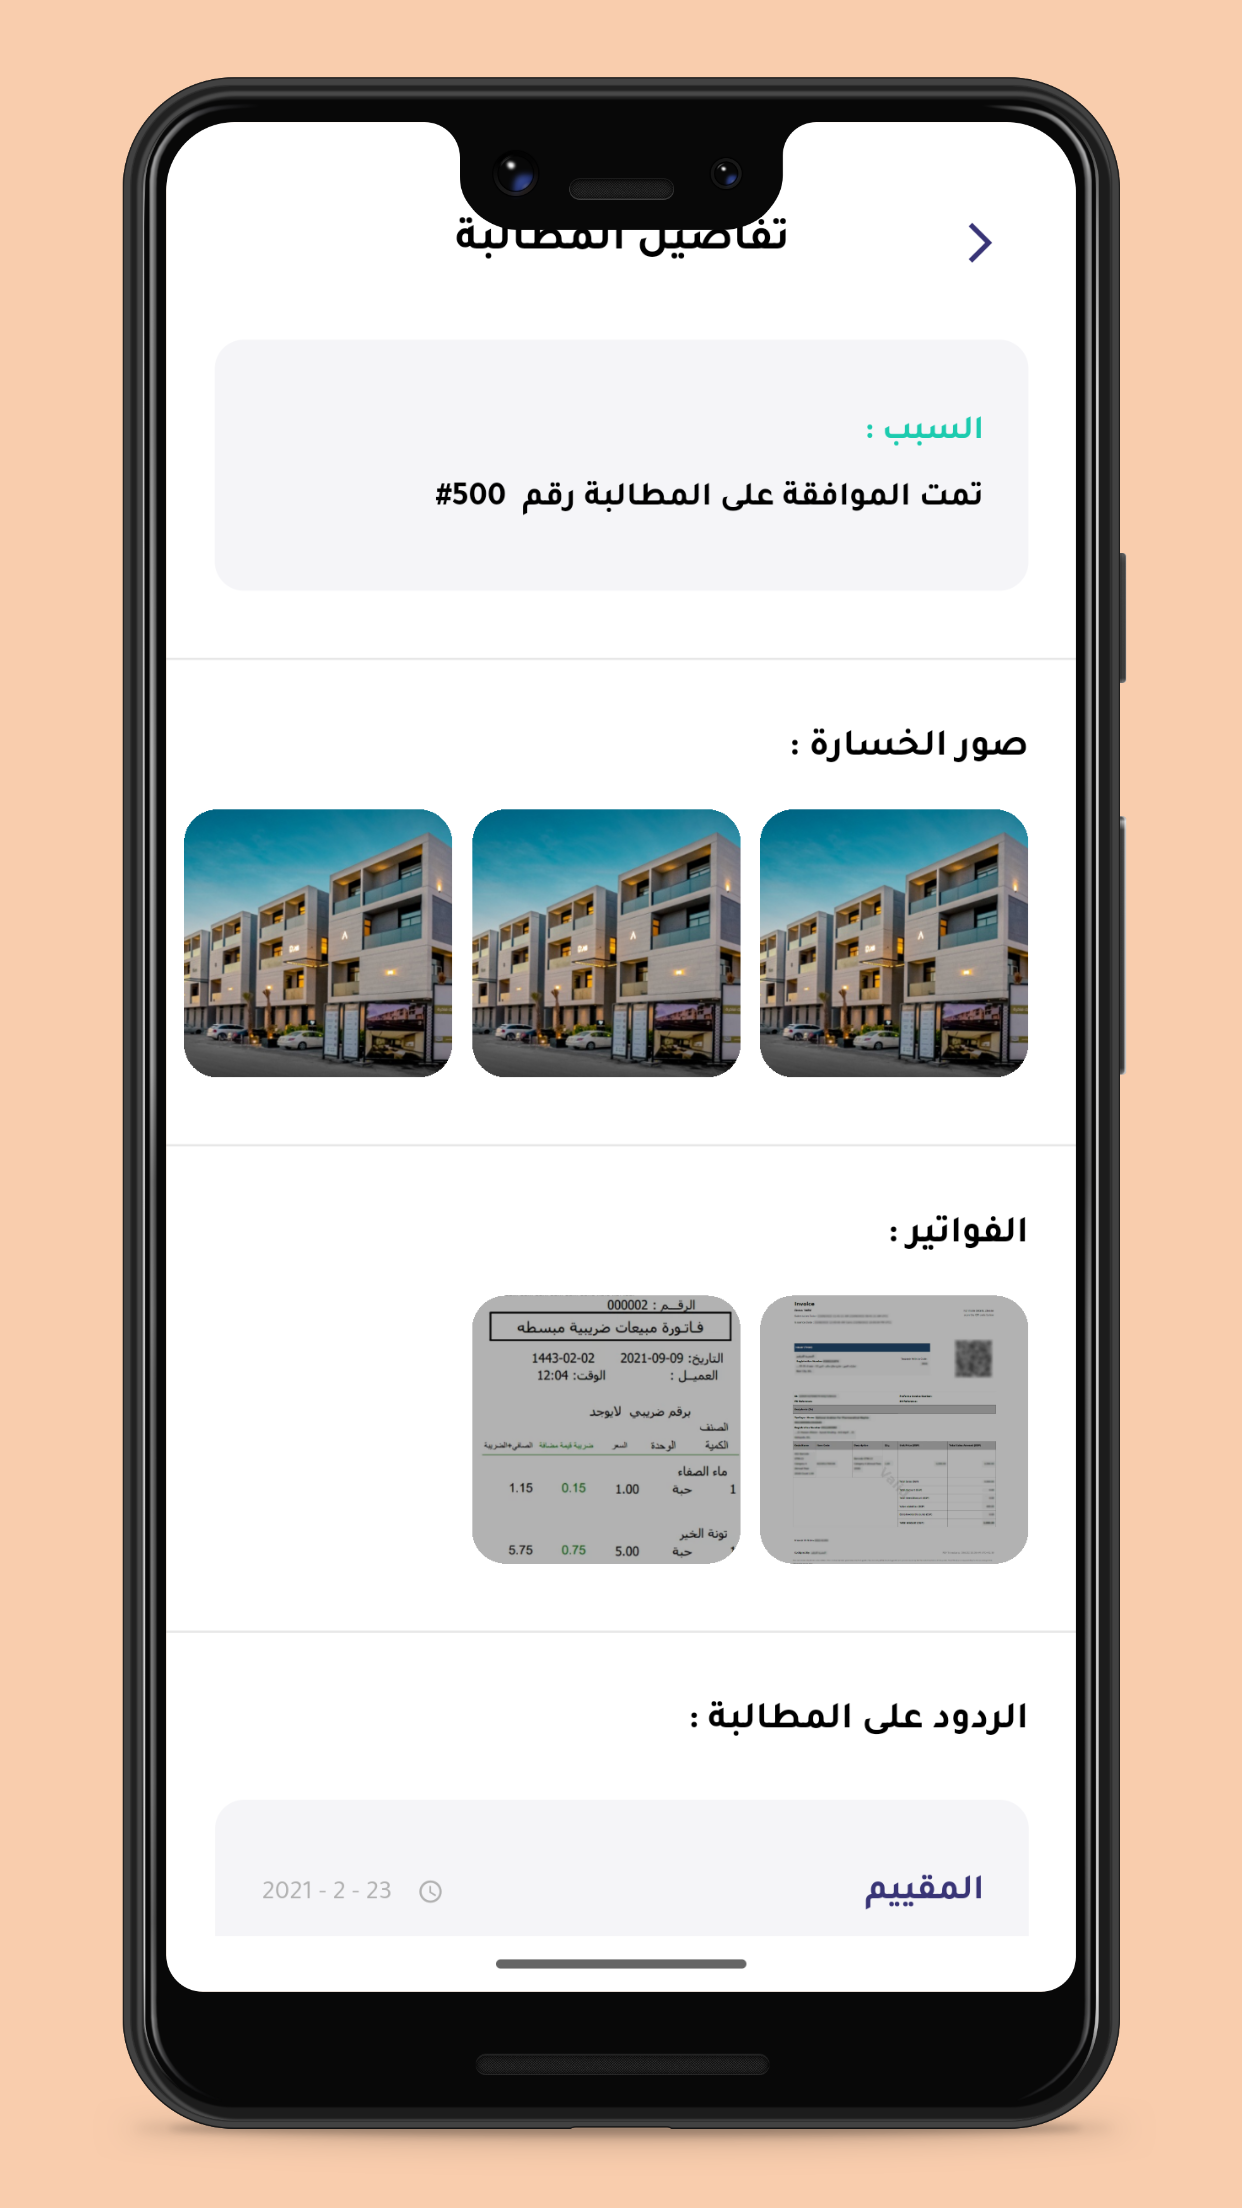 تفاصيل المطالبة
السبب :
تمت الموافقة على المطالبة رقم 500#
صور الخسارة :
الفواتير :
Invoice
الرقم : 000002
فاتورة مبيعات ضريبية مبسطه
التاريخ: 09-09-2021 02-02-1443
العميل : الوقت: 12:04
برقم ضريبي لايوجد
الصنف
الكمية الوحدة السعر ضريبة قيمة مضافة الصافي+الضريبة
ماء الصفاء
1 حبة 1.00 0.15 1.15
تونة الخير
حبة 5.00 0.75 5.75
الردود على المطالبة :
المقييم 23 - 2 - 2021